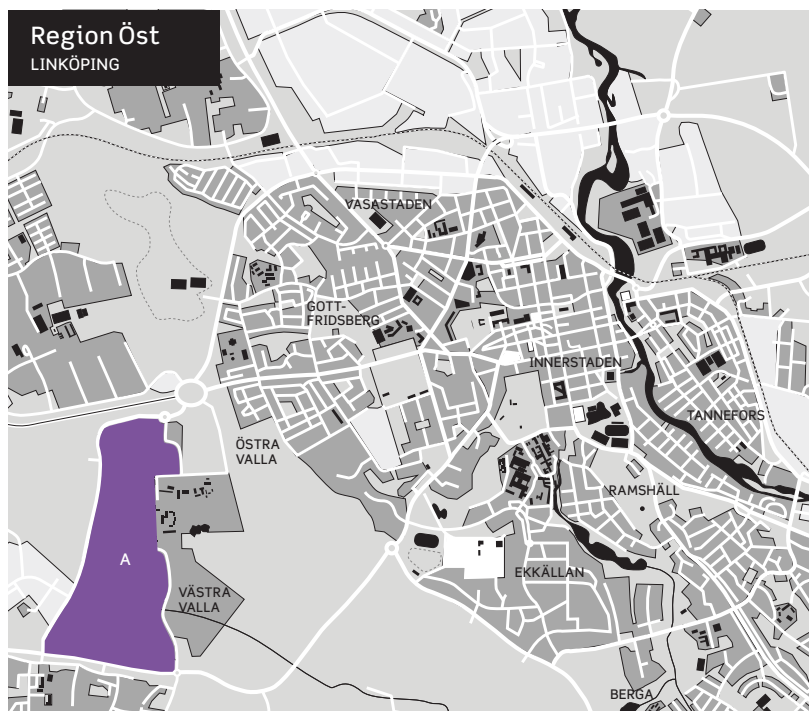 Region Öst
LINKÖPING
VASASTADEN
GOTT-
FRIDSBERG
INNERSTADEN
TANNEFORS
ÖSTRA
VALLA
RAMSHÄLL
A
EKKÄLLAN
VÄSTRA
VALLA
BERGA